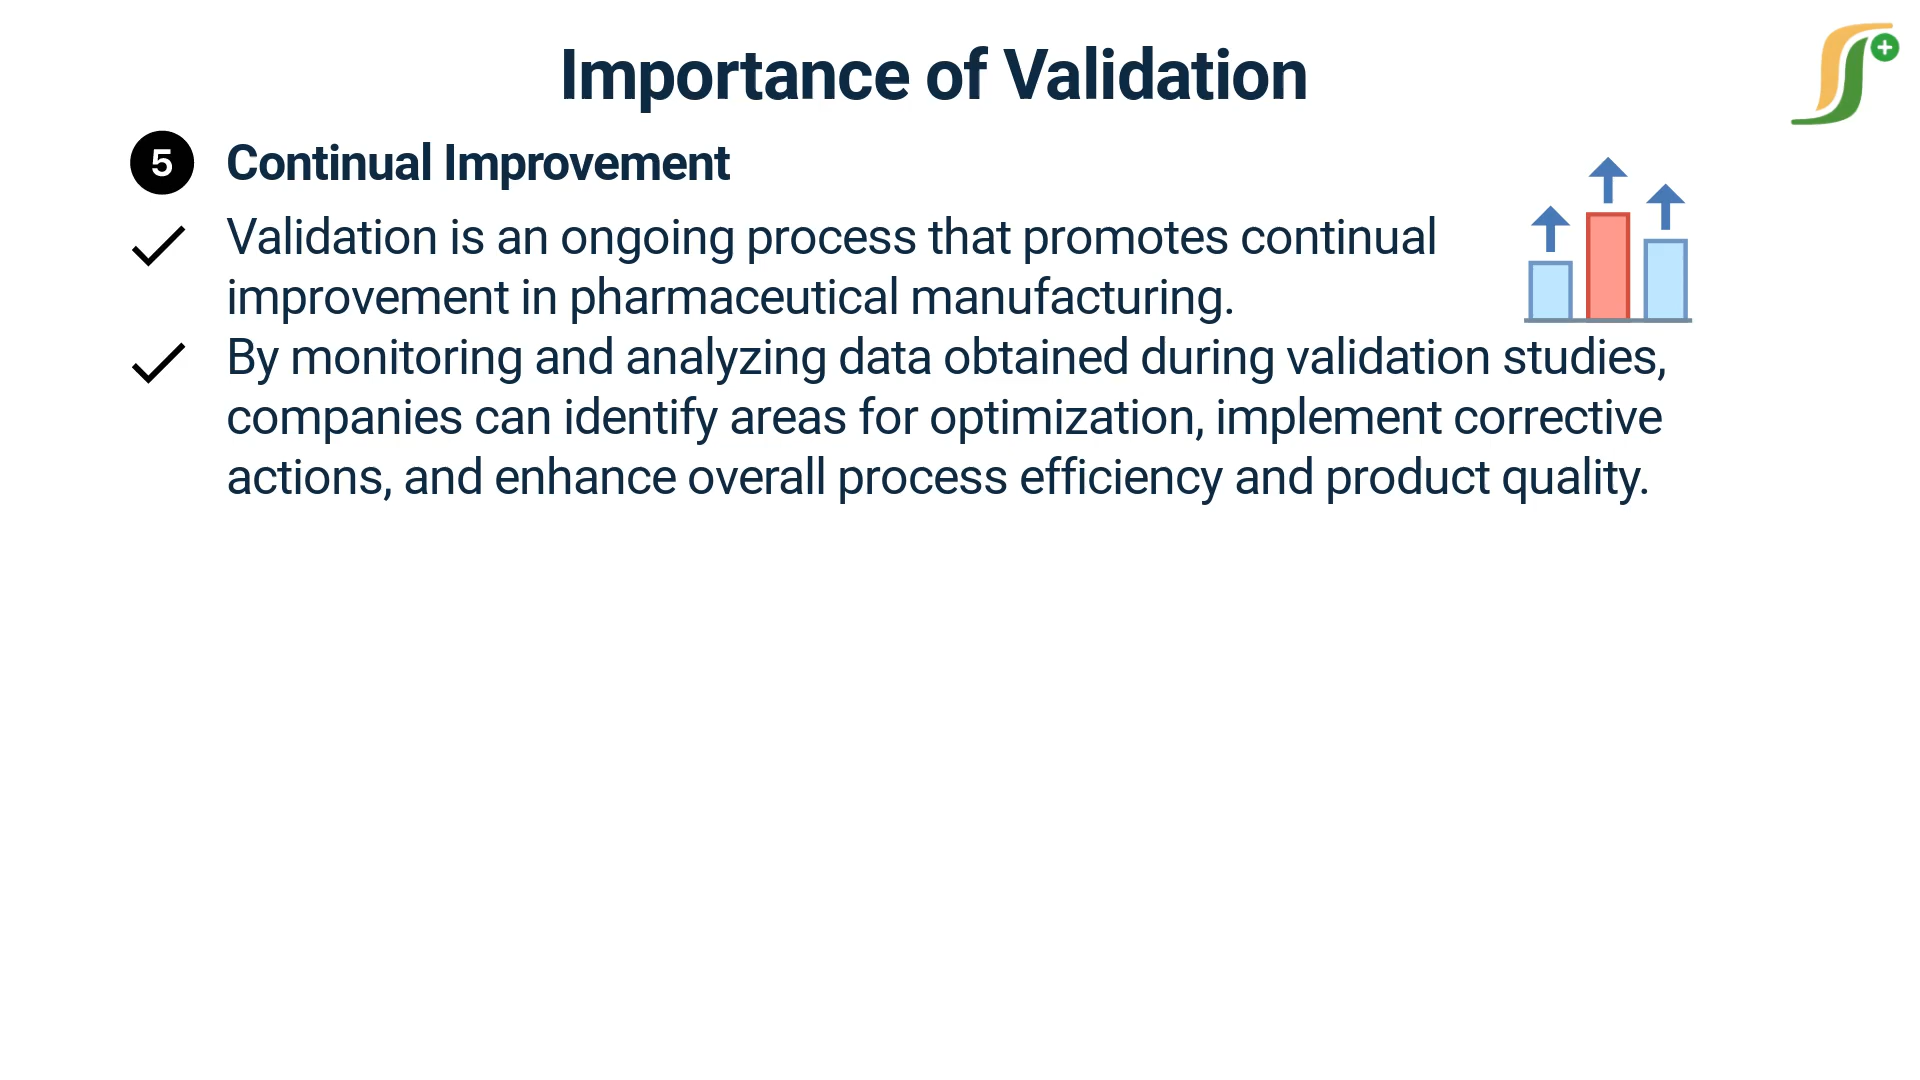 Importance of Validation
5 Continual Improvement
Validation is an ongoing process that promotes continual
improvement in pharmaceutical manufacturing.
By monitoring and analyzing data obtained during validation studies,
companies can identify areas for optimization, implement corrective
actions, and enhance overall process efficiency and product quality.